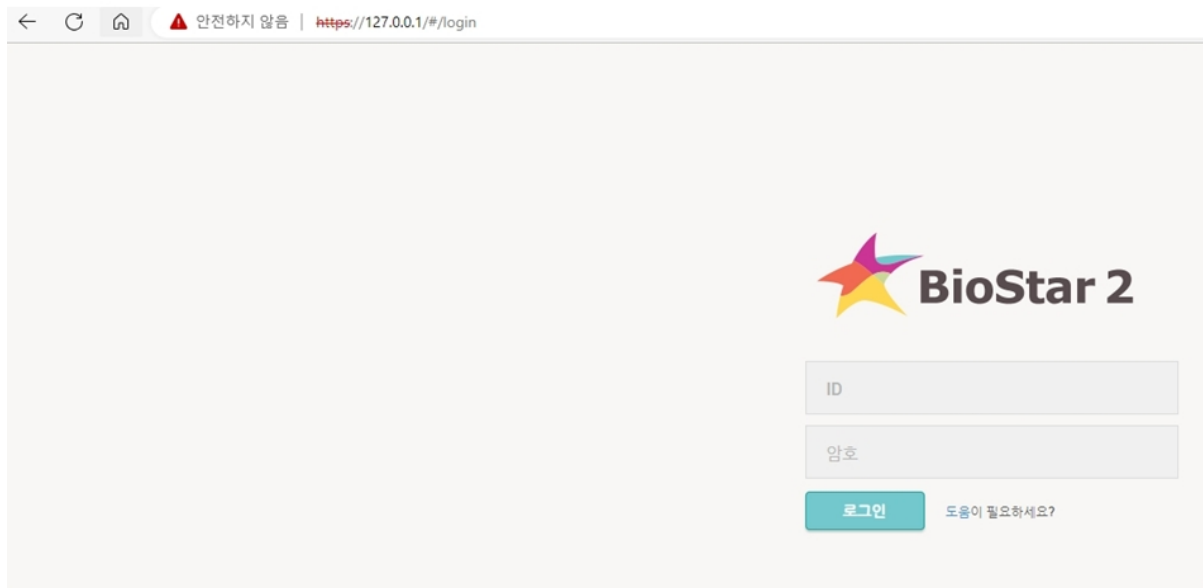 안전하지 않음 | https://127.0.0.1/#/login
BioStar 2
ID
암호
로그인 도움이 필요하세요?